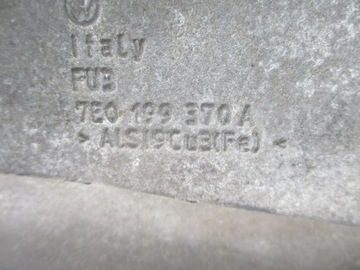 Italy
FUB
7E0 199 370 A
> ALSI9Cu3(Fe) <